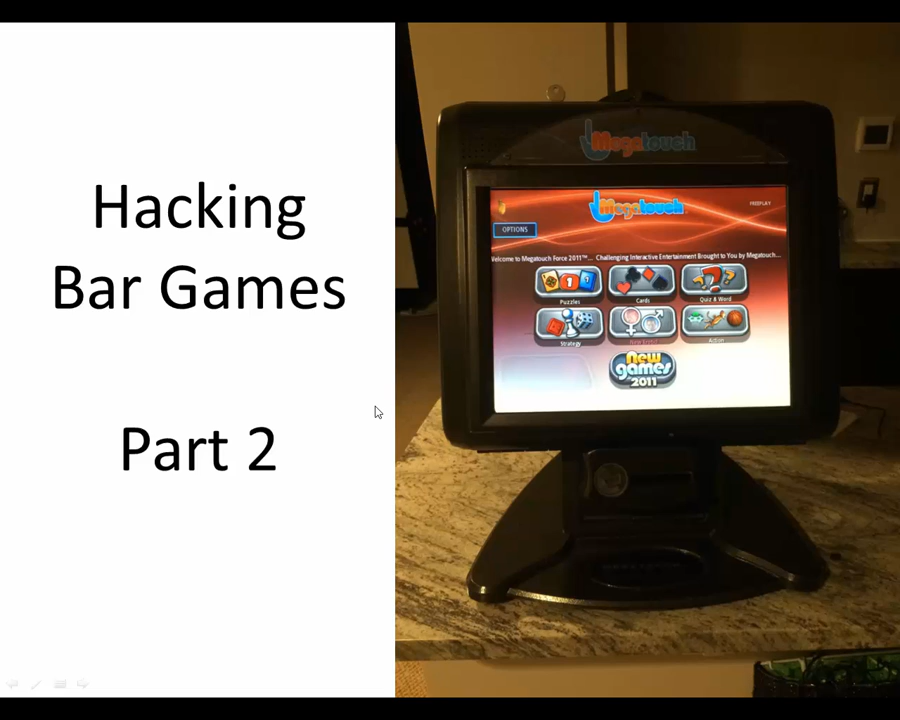 Hacking
Bar Games
Part 2
Megatouch
Megatouch
FREEPLAY
OPTIONS
Welcome to Megatouch Force 2011™... Challenging Interactive Entertainment Brought to You by Megatouch...
Puzzles
Cards
Quiz & Word
Strategy
Action
New games 2011